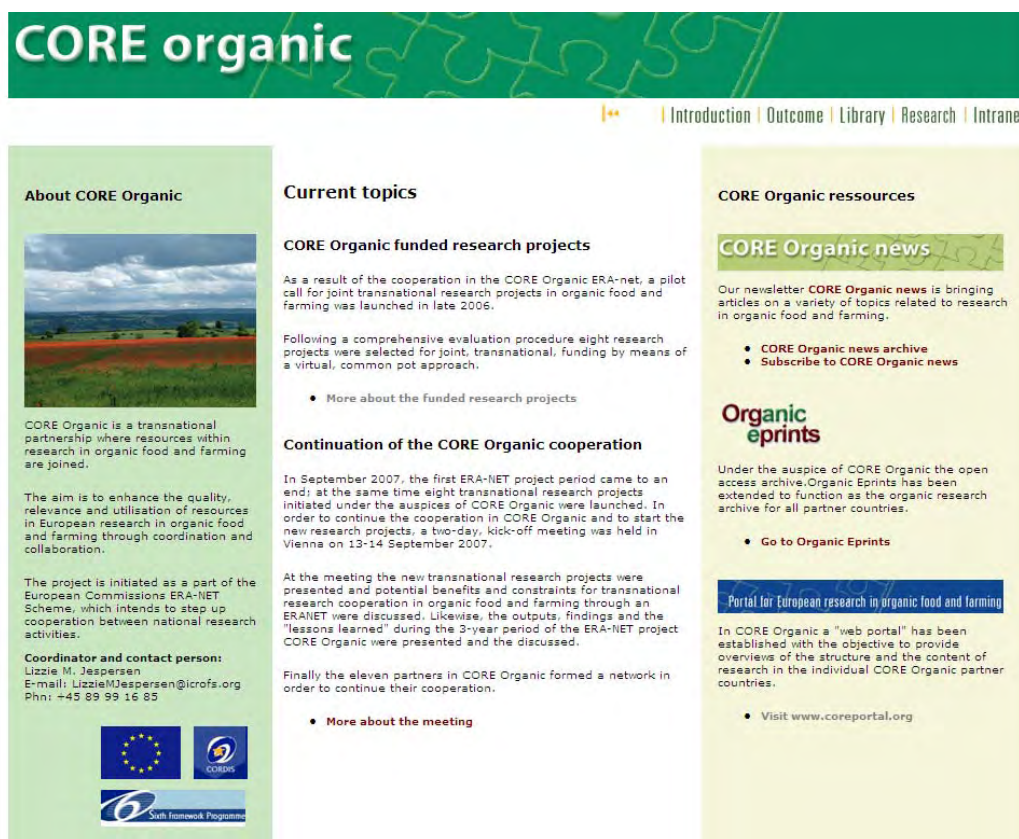 CORE organic
| Introduction | Outcome | Library | Research | Intrane
About CORE Organic
CORE Organic is a transnational
partnership where resources within
research in organic food and farming
are joined.
The aim is to enhance the quality,
relevance and utilisation of resources
in European research in organic food
and farming through coordination and
collaboration.
The project is initiated as a part of the
European Commissions ERA-NET
Scheme, which intends to step up
cooperation between national research
activities.
Coordinator and contact person:
Lizzie M. Jespersen
E-mail: LizzieMJespersen@icrofs.org
Phn: +45 89 99 16 85
CORDIS
6 Sixth Framework Programme
Current topics
CORE Organic funded research projects
As a result of the cooperation in the CORE Organic ERA-net, a pilot
call for joint transnational research projects in organic food and
farming was launched in late 2006.
Following a comprehensive evaluation procedure eight research
projects were selected for joint, transnational, funding by means of
a virtual, common pot approach.
• More about the funded research projects
Continuation of the CORE Organic cooperation
In September 2007, the first ERA-NET project period came to an
end; at the same time eight transnational research projects
initiated under the auspices of CORE Organic were launched. In
order to continue the cooperation in CORE Organic and to start the
new research projects, a two-day, kick-off meeting was held in
Vienna on 13-14 September 2007.
At the meeting the new transnational research projects were
presented and potential benefits and constraints for transnational
research cooperation in organic food and farming through an
ERANET were discussed. Likewise, the outputs, findings and the
"lessons learned" during the 3-year period of the ERA-NET project
CORE Organic were presented and the discussed.
Finally the eleven partners in CORE Organic formed a network in
order to continue their cooperation.
• More about the meeting
CORE Organic ressources
CORE Organic news
Our newsletter CORE Organic news is bringing
articles on a variety of topics related to research
in organic food and farming.
• CORE Organic news archive
• Subscribe to CORE Organic news
Organic
eprints
Under the auspice of CORE Organic the open
access archive.Organic Eprints has been
extended to function as the organic research
archive for all partner countries.
• Go to Organic Eprints
Portal for European research in organic food and farming
In CORE Organic a "web portal" has been
established with the objective to provide
overviews of the structure and the content of
research in the individual CORE Organic partner
countries.
• Visit www.coreportal.org